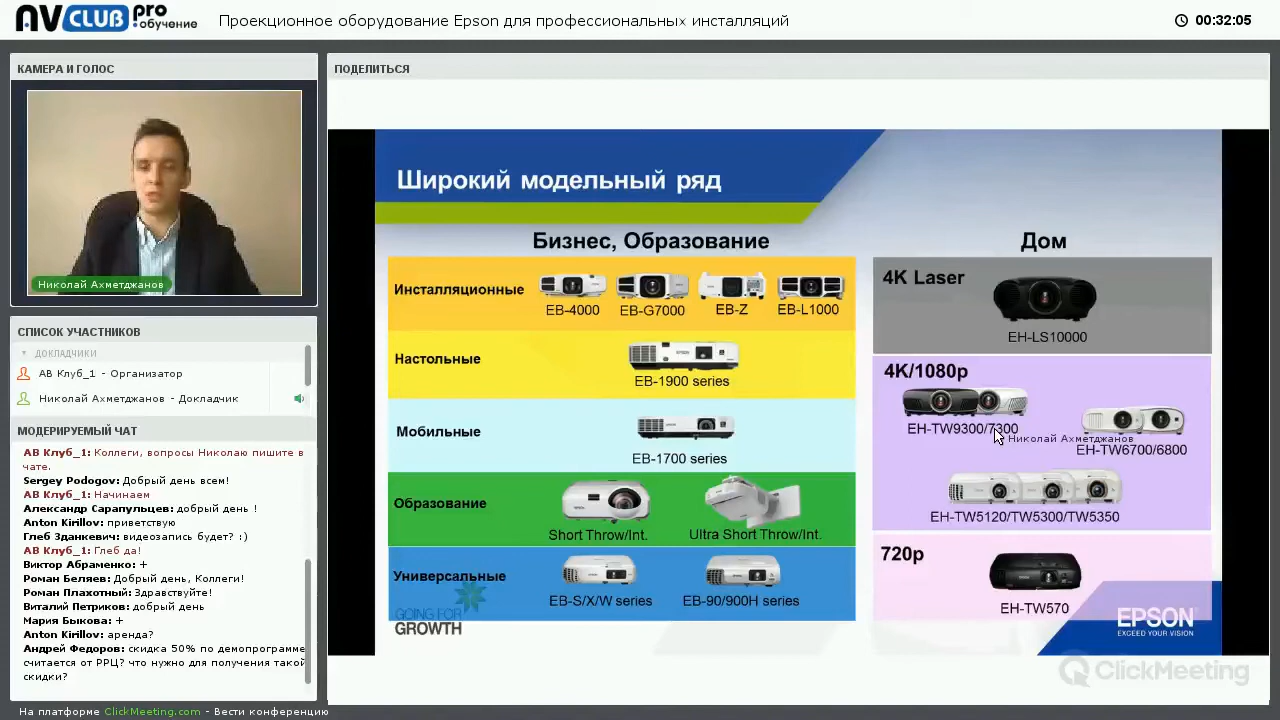 AV CLUB pro
обучение
Проекционное оборудование Epson для профессиональных инсталляций
00:32:05
КАМЕРА И ГОЛОС
Николай Ахметджанов
СПИСОК УЧАСТНИКОВ
ДОКЛАДЧИКИ
АВ Клуб_1 - Организатор
Николай Ахметджанов - Докладчик
МОДЕРИРУЕМЫЙ ЧАТ
АВ Клуб_1: Коллеги, вопросы Николаю пишите в
чате.
Sergey Podogov: Добрый день всем!
АВ Клуб_1: Начинаем
Александр Сарапульцев: добрый день !
Anton Kirillov: приветствую
Глеб Зданкевич: видеозапись будет? :)
АВ Клуб_1: Глеб да!
Виктор Абраменко: +
Роман Беляев: Добрый день, Коллеги!
Роман Плахотный: Здравствуйте!
Виталий Петриков: добрый день
Мария Быкова: +
Anton Kirillov: аренда?
Андрей Федоров: скидка 50% по демопрограмме
считается от РРЦ? что нужно для получения такой
скидки?
На платформе ClickMeeting.com - Вести конференцию
ПОДЕЛИТЬСЯ
Широкий модельный ряд
Бизнес, Образование
Инсталляционные
EB-4000
EB-G7000
EB-Z
EB-L1000
Настольные
EB-1900 series
Мобильные
EB-1700 series
Образование
Short Throw/Int.
Ultra Short Throw/Int.
Универсальные
EB-S/X/W series
EB-90/900H series
GOING FOR
GROWTH
Дом
4K Laser
EH-LS10000
4K/1080p
EH-TW9300/7300
Николай Ахметджанов
EH-TW6700/6800
EH-TW5120/TW5300/TW5350
720p
EH-TW570
EPSON
EXCEED YOUR VISION
ClickMeeting